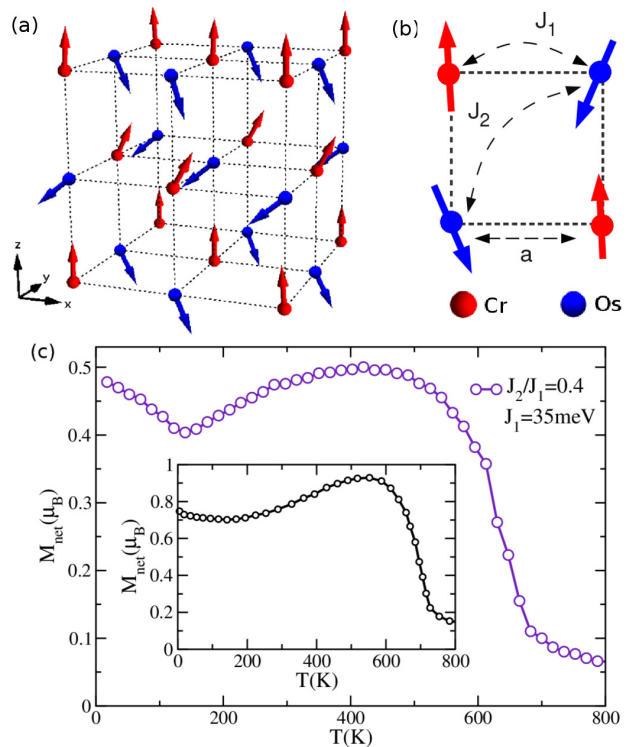 (a)
z
y
x
(b)
J1
J2
a
Cr
Os
(c)
0.5
0.4
0.3
0.2
0.1
0
Mnet(μB)
J2/J1=0.4
J1=35meV
1
0.8
0.6
0.4
0.2
0
Mnet(μB)
0 200 400 600 800
T(K)
0 200 400 600 800
T(K)